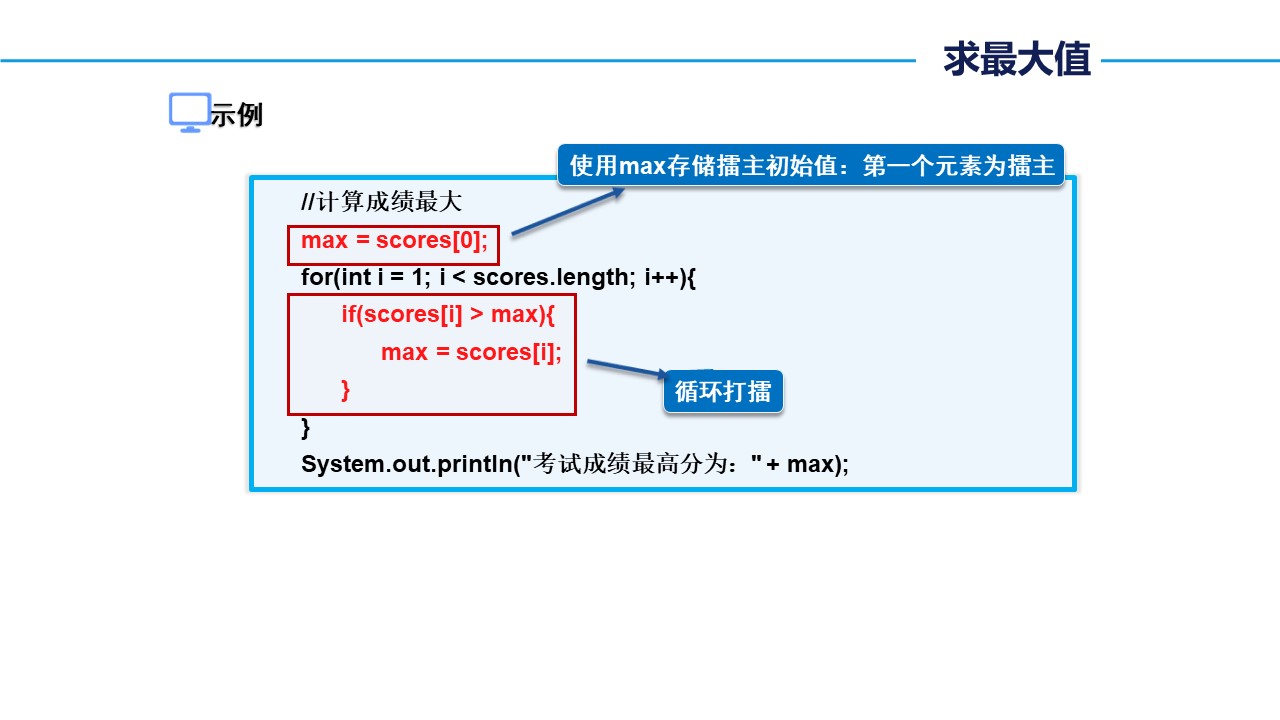 求最大值
示例
使用max存储擂主初始值：第一个元素为擂主
//计算成绩最大
max = scores[0];
for(int i = 1; i < scores.length; i++){
if(scores[i] > max){
max = scores[i];
}
循环打擂
}
System.out.println("考试成绩最高分为：" + max);